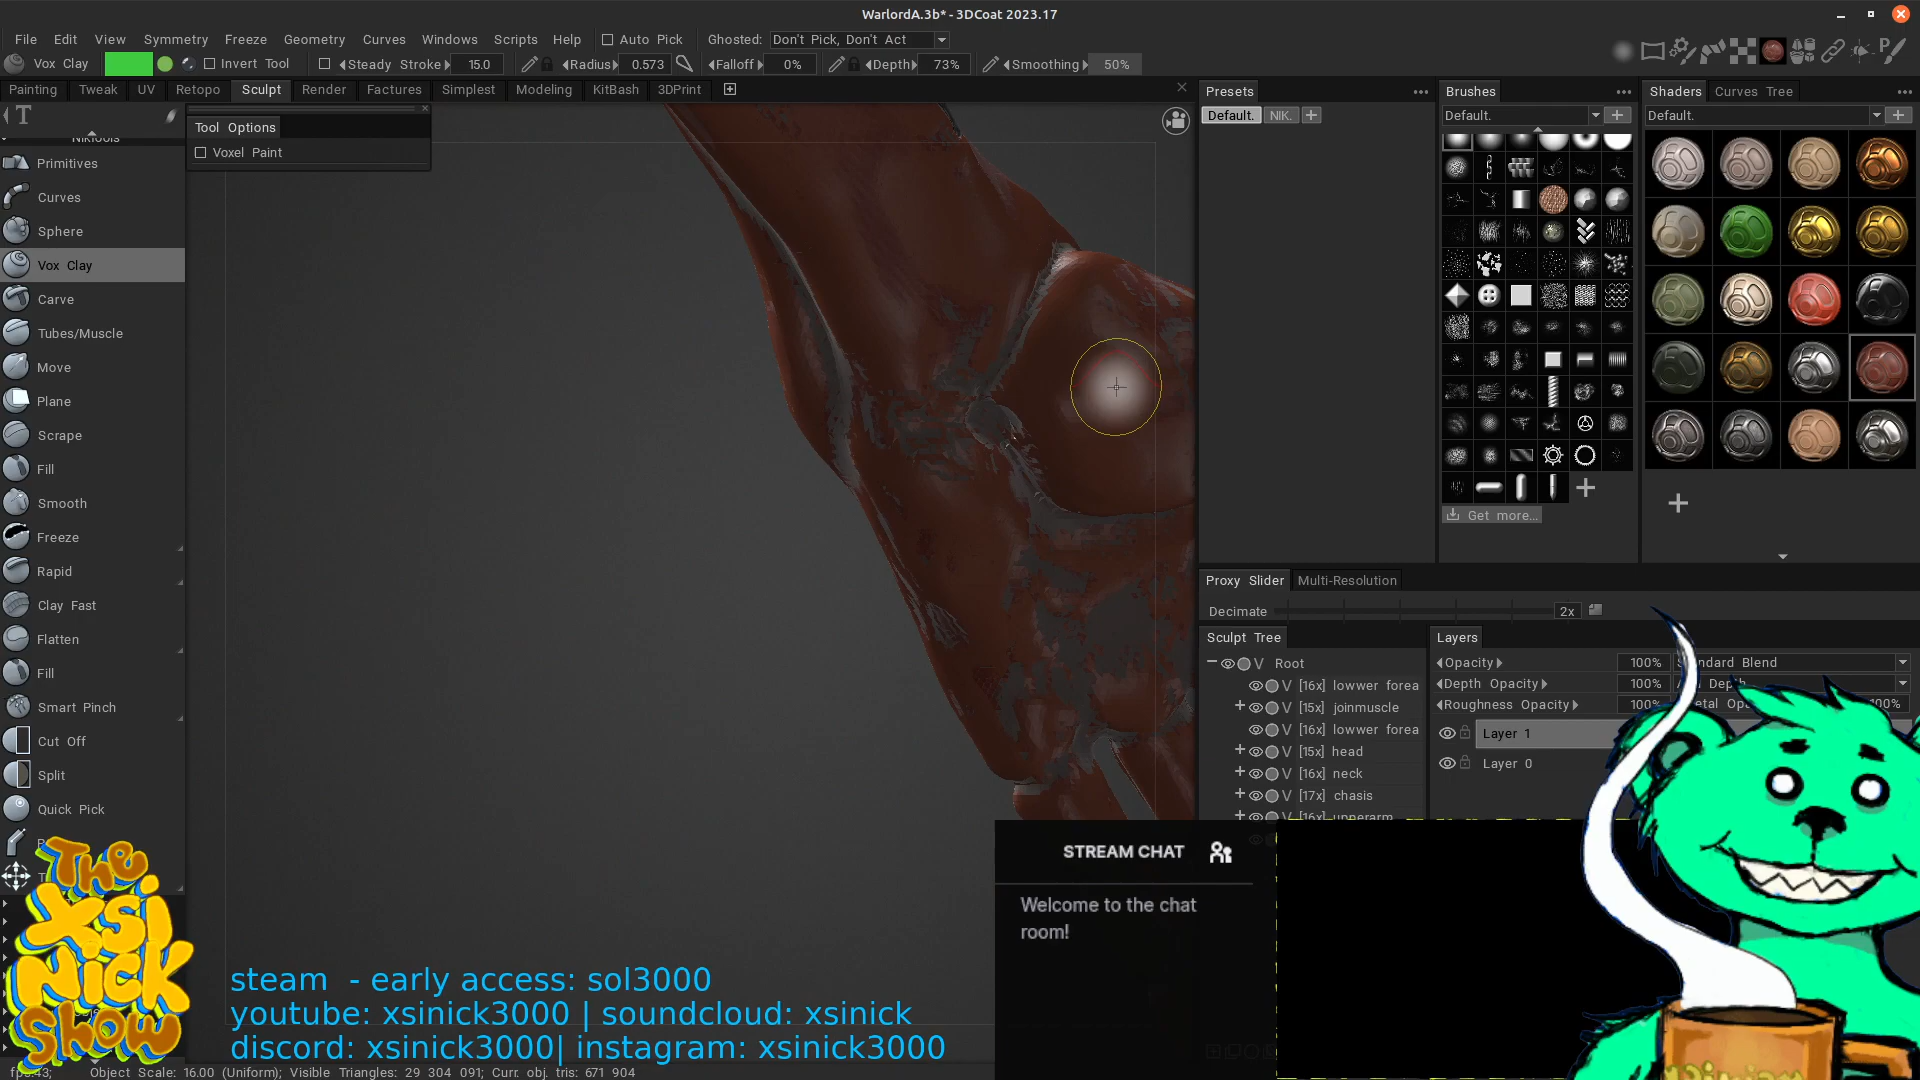 WarlordA.3b* - 3DCoat 2023.17
File Edit View Symmetry Freeze Geometry Curves Windows Scripts Help Auto Pick Ghosted: Don't Pick, Don't Act
Vox Clay Invert Tool Steady Stroke 15.0 Radius 0.573 Falloff 0% Depth 73% Smoothing 50%
Painting Tweak UV Retopo Sculpt Render Factures Simplest Modeling KitBash 3DPrint
Tool Options
Voxel Paint
Primitives
Curves
Sphere
Vox Clay
Carve
Tubes/Muscle
Move
Plane
Scrape
Fill
Smooth
Freeze
Rapid
Clay Fast
Flatten
Fill
Smart Pinch
Cut Off
Split
Quick Pick
Presets
Default. NIK.
Brushes
Default.
Get more...
Shaders Curves Tree
Default.
Proxy Slider Multi-Resolution
Decimate 2x
Sculpt Tree
Root
V [16x] lowwer forea
V [15x] joinmuscle
V [16x] lowwer forea
V [15x] head
V [16x] neck
V [17x] chasis
V [16x] upperarm
Layers
Opacity 100% Standard Blend
Depth Opacity 100% Depth
Roughness Opacity 100% Metal 100%
Layer 1
Layer 0
STREAM CHAT
Welcome to the chat
room!
The
XSI
Nick
Show
steam - early access: sol3000
youtube: xsinick3000 | soundcloud: xsinick
discord: xsinick3000| instagram: xsinick3000
Object Scale: 16.00 (Uniform); Visible Triangles: 29 304 091; Curr. obj. tris: 671 904